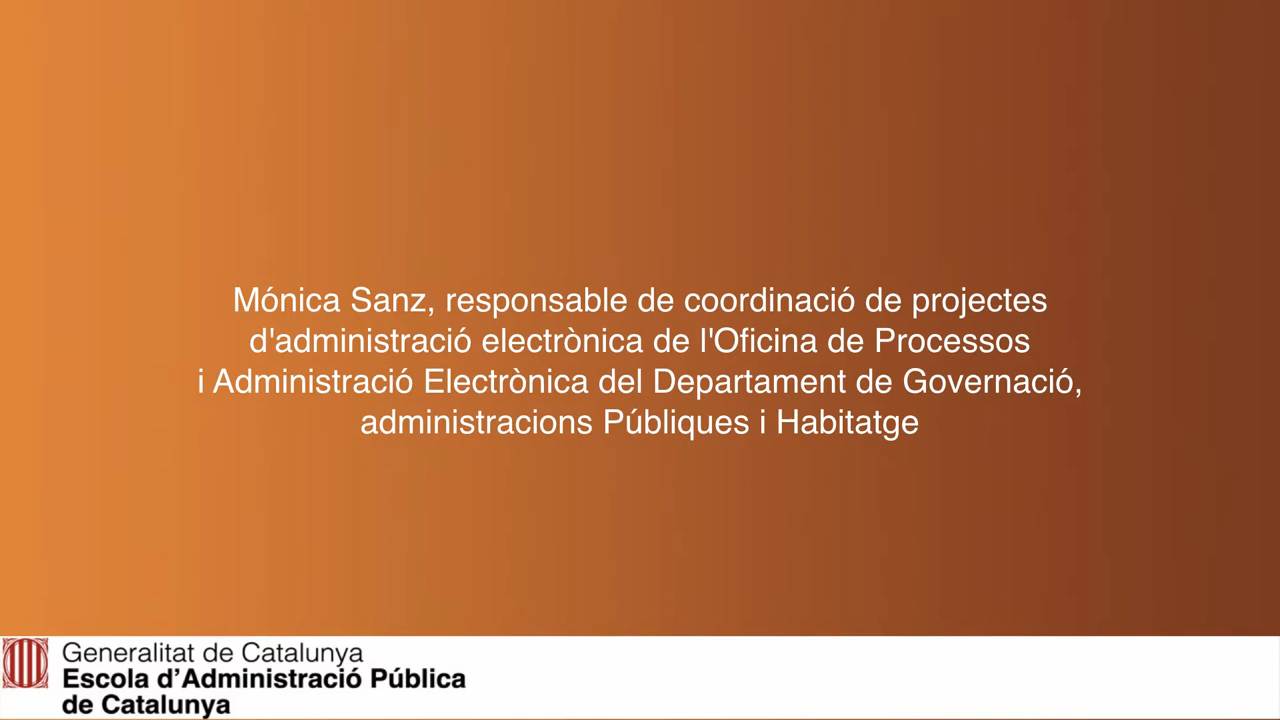 Mónica Sanz, responsable de coordinació de projectes
d'administració electrònica de l'Oficina de Processos
i Administració Electrònica del Departament de Governació,
administracions Públiques i Habitatge
Generalitat de Catalunya
Escola d'Administració Pública
de Catalunya